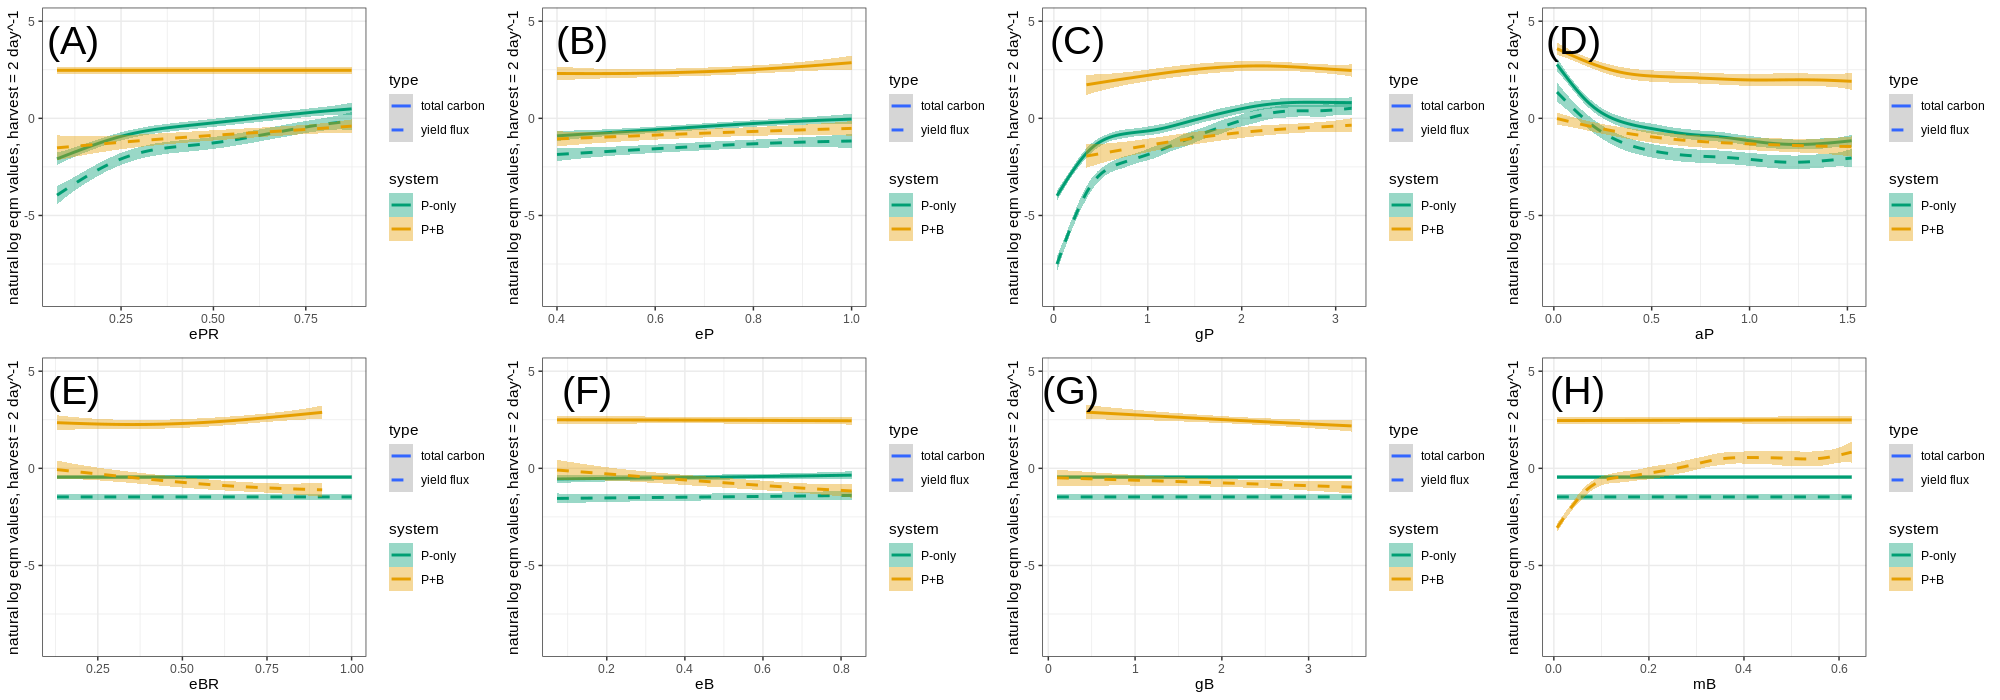 (A)
natural log eqm values, harvest = 2 day^-1
5
0
-5
0.25 0.50 0.75
ePR
type
total carbon
yield flux
system
P-only
P+B
(B)
natural log eqm values, harvest = 2 day^-1
5
0
-5
0.4 0.6 0.8 1.0
eP
type
total carbon
yield flux
system
P-only
P+B
(C)
natural log eqm values, harvest = 2 day^-1
5
0
-5
0 1 2 3
gP
type
total carbon
yield flux
system
P-only
P+B
(D)
natural log eqm values, harvest = 2 day^-1
5
0
-5
0.0 0.5 1.0 1.5
aP
type
total carbon
yield flux
system
P-only
P+B
(E)
natural log eqm values, harvest = 2 day^-1
5
0
-5
0.25 0.50 0.75 1.00
eBR
type
total carbon
yield flux
system
P-only
P+B
(F)
natural log eqm values, harvest = 2 day^-1
5
0
-5
0.2 0.4 0.6 0.8
eB
type
total carbon
yield flux
system
P-only
P+B
(G)
natural log eqm values, harvest = 2 day^-1
5
0
-5
0 1 2 3
gB
type
total carbon
yield flux
system
P-only
P+B
(H)
natural log eqm values, harvest = 2 day^-1
5
0
-5
0.0 0.2 0.4 0.6
mB
type
total carbon
yield flux
system
P-only
P+B